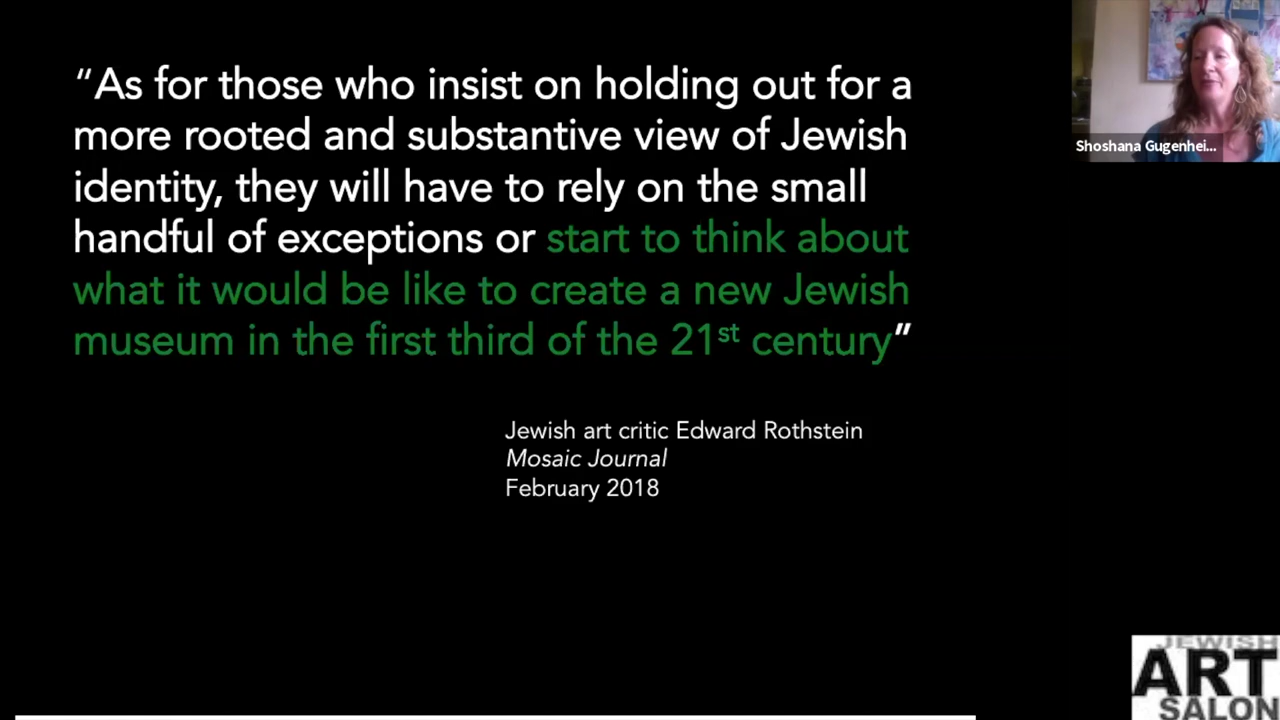 “As for those who insist on holding out for a
more rooted and substantive view of Jewish
identity, they will have to rely on the small
handful of exceptions or start to think about
what it would be like to create a new Jewish
museum in the first third of the 21st century”
Jewish art critic Edward Rothstein
Mosaic Journal
February 2018
Shoshana Gugenhei...
JEWISH
ART
SALON